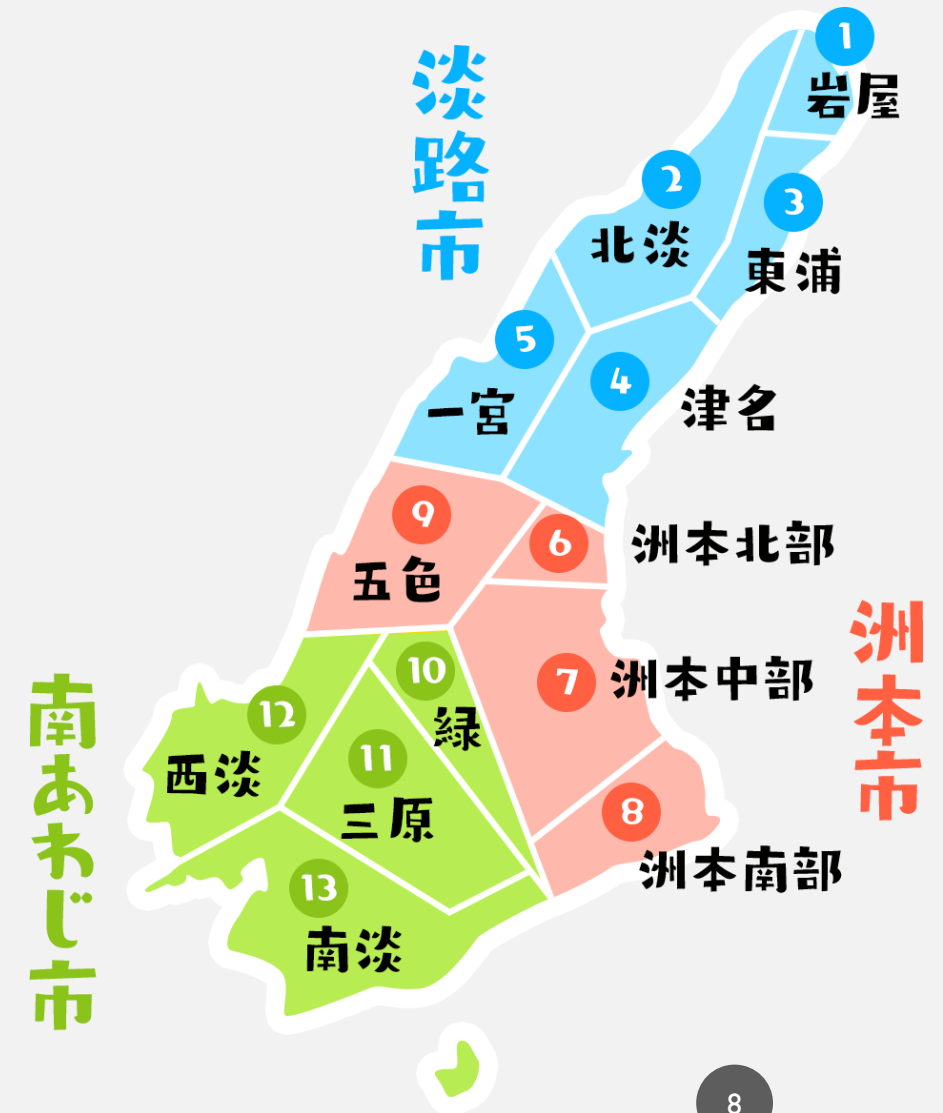 淡路市
1
岩屋
2
北淡
3
東浦
4
津名
5
一宮
洲本市
6
洲本北部
7
洲本中部
8
洲本南部
9
五色
南あわじ市
10
緑
11
三原
12
西淡
13
南淡
8